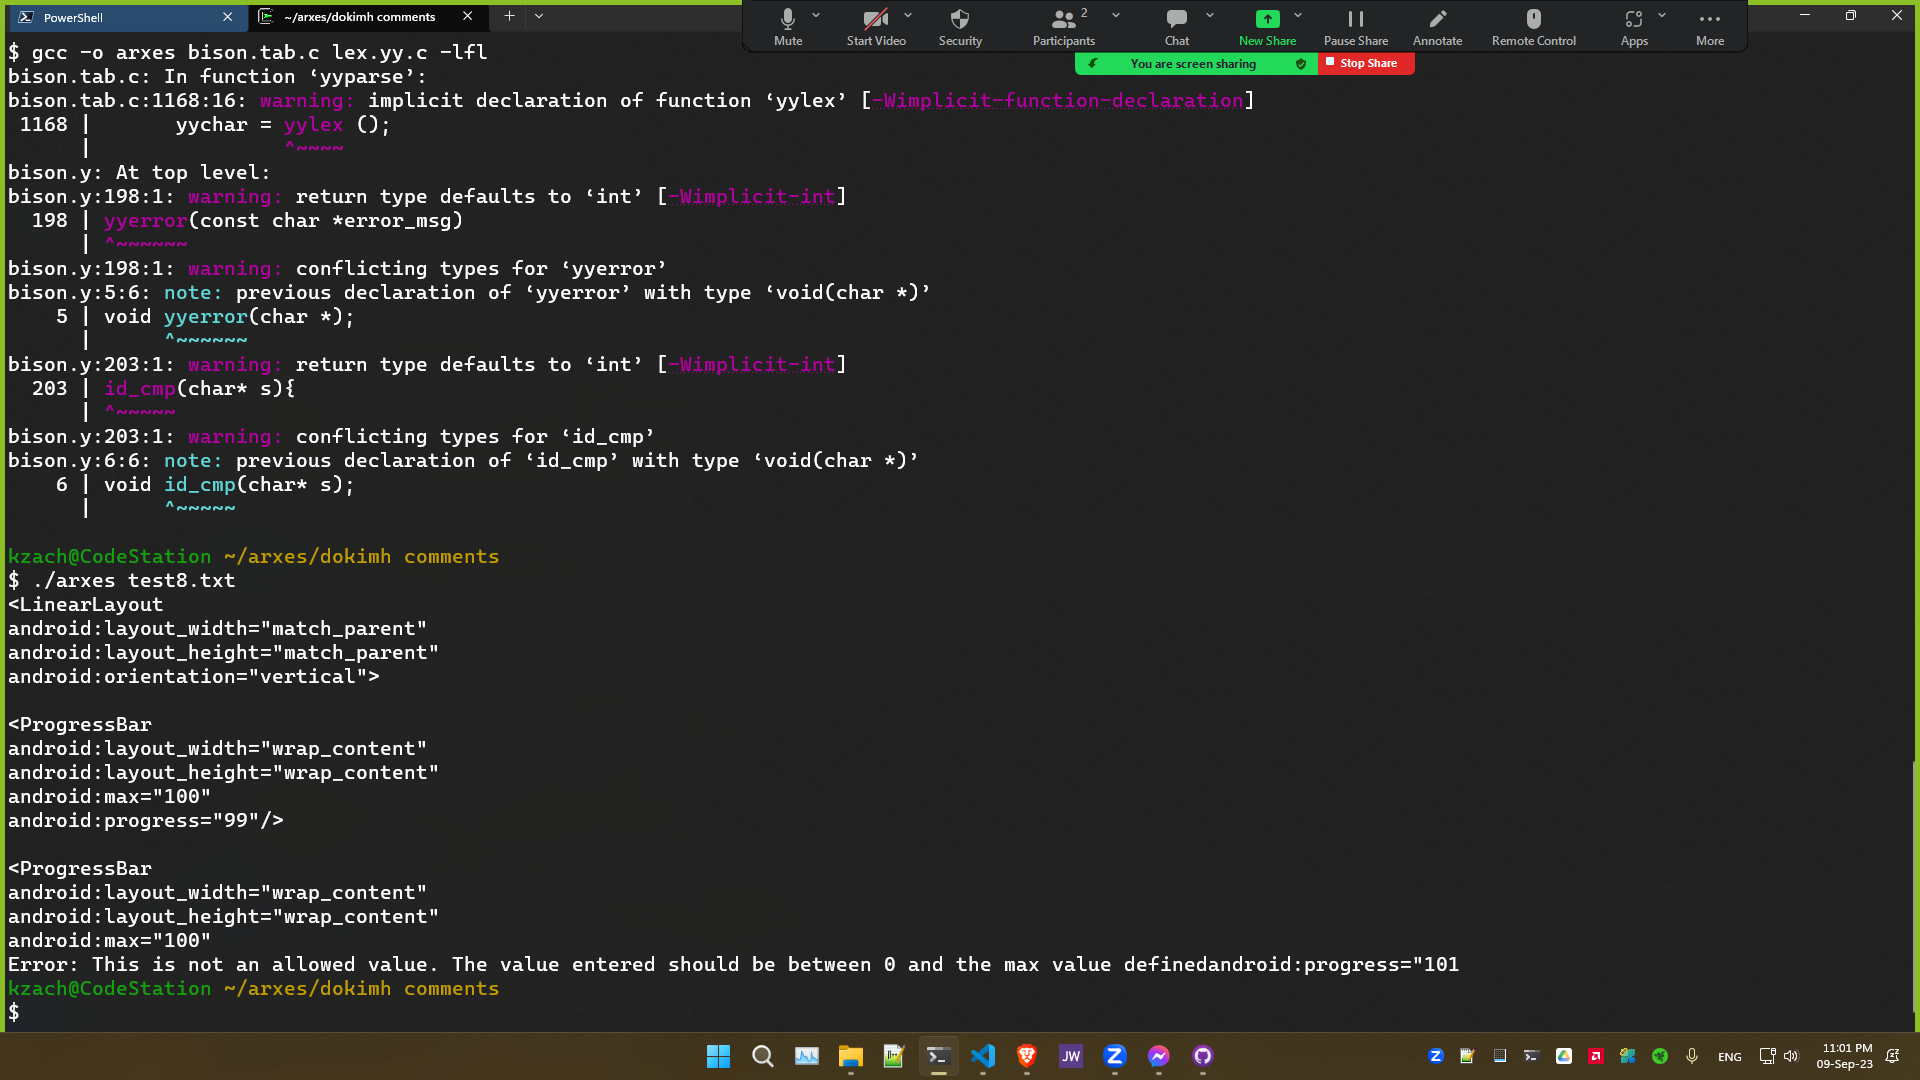 PowerShell
~/arxes/dokimh comments
Mute
Start Video
Security
Participants
2
Chat
New Share
Pause Share
Annotate
Remote Control
Apps
More
You are screen sharing
Stop Share
$ gcc -o arxes bison.tab.c lex.yy.c -lfl
bison.tab.c: In function ‘yyparse’:
bison.tab.c:1168:16: warning: implicit declaration of function ‘yylex’ [-Wimplicit-function-declaration]
1168 |       yychar = yylex ();
|                ^~~~~
bison.y: At top level:
bison.y:198:1: warning: return type defaults to ‘int’ [-Wimplicit-int]
198 | yyerror(const char *error_msg)
| ^~~~~~~
bison.y:198:1: warning: conflicting types for ‘yyerror’
bison.y:5:6: note: previous declaration of ‘yyerror’ with type ‘void(char *)’
5 | void yyerror(char *);
|      ^~~~~~~
bison.y:203:1: warning: return type defaults to ‘int’ [-Wimplicit-int]
203 | id_cmp(char* s){
| ^~~~~~
bison.y:203:1: warning: conflicting types for ‘id_cmp’
bison.y:6:6: note: previous declaration of ‘id_cmp’ with type ‘void(char *)’
6 | void id_cmp(char* s);
|      ^~~~~~
kzach@CodeStation ~/arxes/dokimh comments
$ ./arxes test8.txt
<LinearLayout
android:layout_width="match_parent"
android:layout_height="match_parent"
android:orientation="vertical">
<ProgressBar
android:layout_width="wrap_content"
android:layout_height="wrap_content"
android:max="100"
android:progress="99"/>
<ProgressBar
android:layout_width="wrap_content"
android:layout_height="wrap_content"
android:max="100"
Error: This is not an allowed value. The value entered should be between 0 and the max value definedandroid:progress="101
kzach@CodeStation ~/arxes/dokimh comments
$
JW
ENG
11:01 PM
09-Sep-23